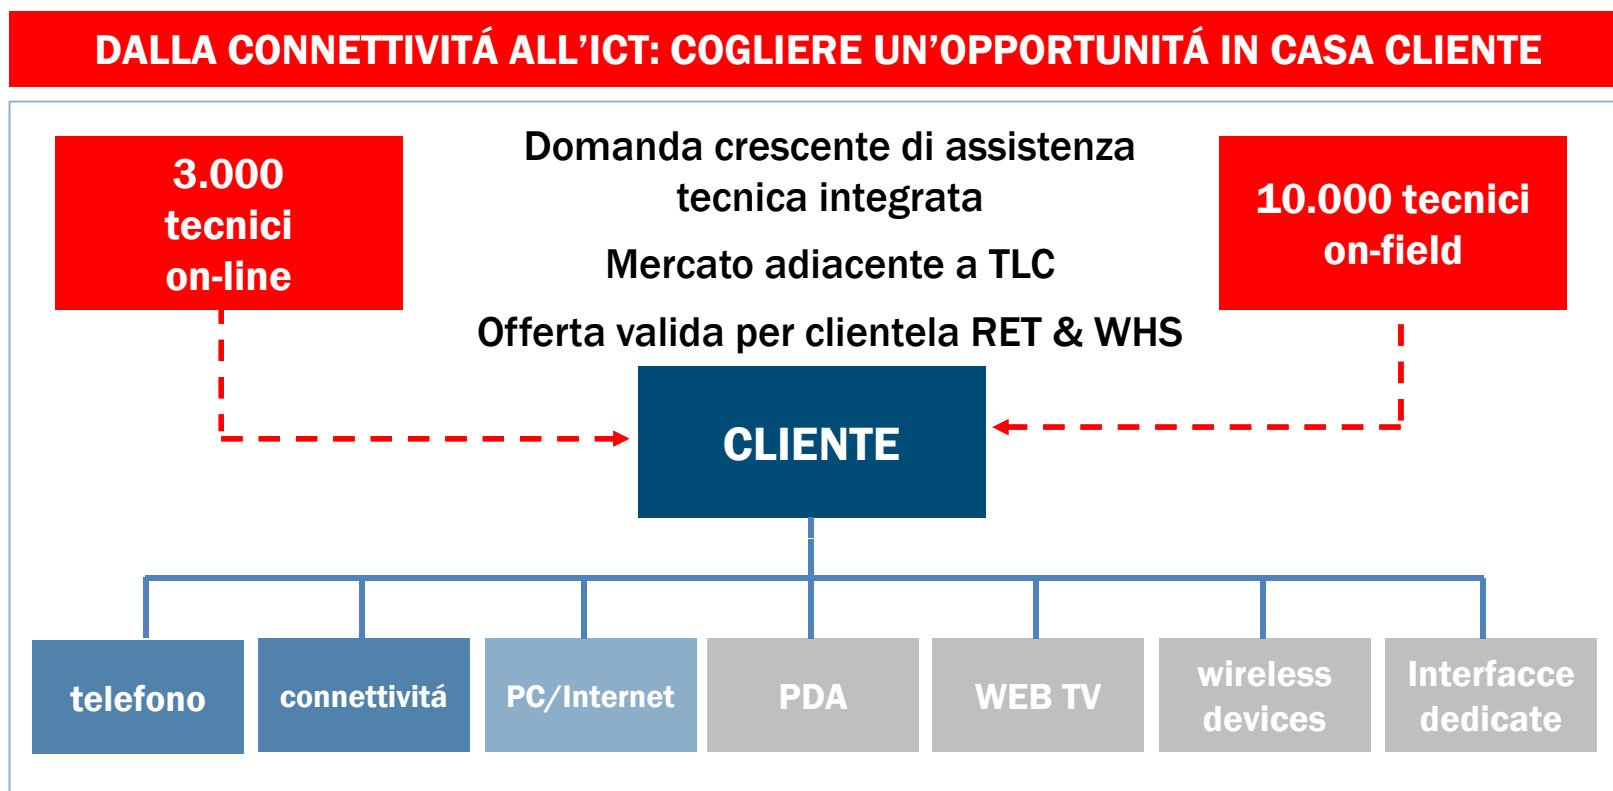 DALLA CONNETTIVITÁ ALL’ICT: COGLIERE UN’OPPORTUNITÁ IN CASA CLIENTE
3.000
tecnici
on-line
Domanda crescente di assistenza
tecnica integrata
Mercato adiacente a TLC
Offerta valida per clientela RET & WHS
10.000 tecnici
on-field
CLIENTE
telefono
connettivitá
PC/Internet
PDA
WEB TV
wireless
devices
Interfacce
dedicate